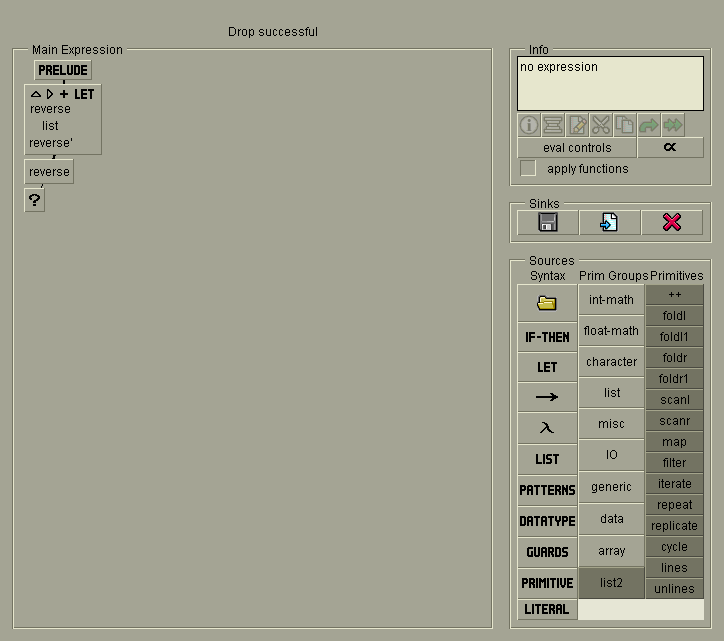 Drop successful
Main Expression
PRELUDE
+ LET
reverse
list
reverse'
reverse
?
Info
no expression
eval controls
∝
apply functions
Sinks
Sources
Syntax Prim Groups Primitives
IF-THEN
LET
→
λ
LIST
PATTERNS
DATATYPE
GUARDS
PRIMITIVE
LITERAL
int-math
float-math
character
list
misc
IO
generic
data
array
list2
++
foldl
foldl1
foldr
foldr1
scanl
scanr
map
filter
iterate
repeat
replicate
cycle
lines
unlines